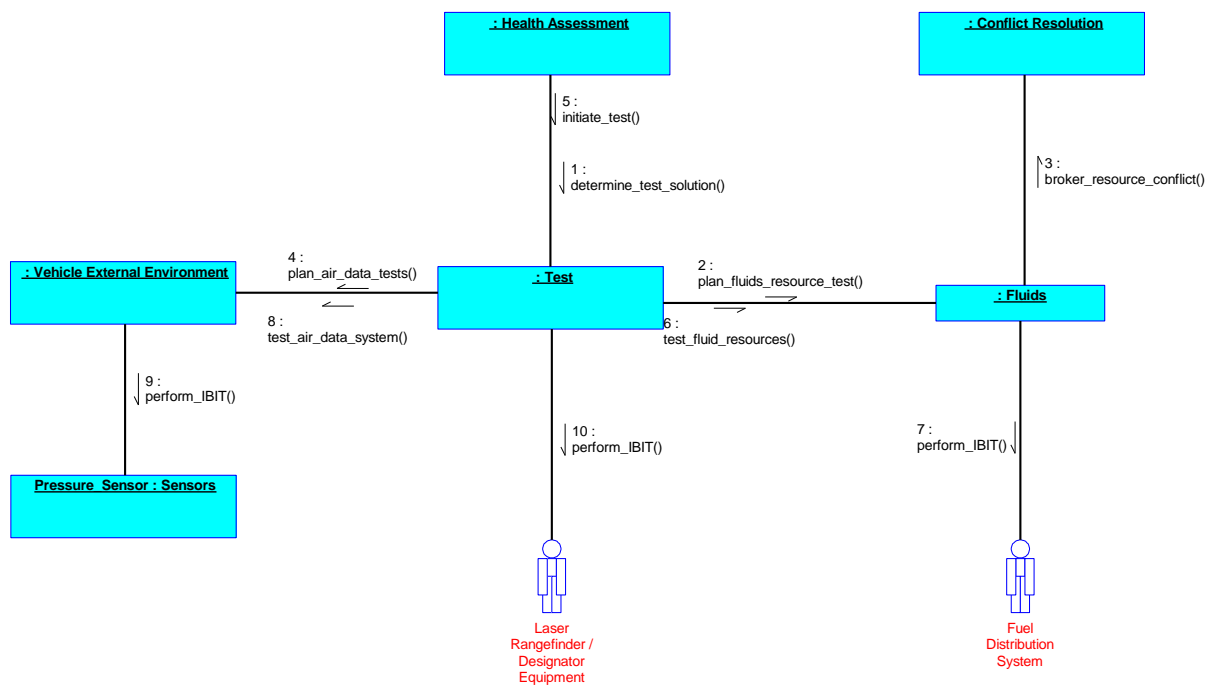 : Health Assessment
: Conflict Resolution
5 :
initiate_test()
1 :
determine_test_solution()
3 :
broker_resource_conflict()
4 :
plan_air_data_tests()
: Vehicle External Environment
: Test
2 :
plan_fluids_resource_test()
: Fluids
8 :
test_air_data_system()
6 :
test_fluid_resources()
9 :
perform_IBIT()
10 :
perform_IBIT()
7 :
perform_IBIT()
Pressure_Sensor : Sensors
Laser
Rangefinder /
Designator
Equipment
Fuel
Distribution
System